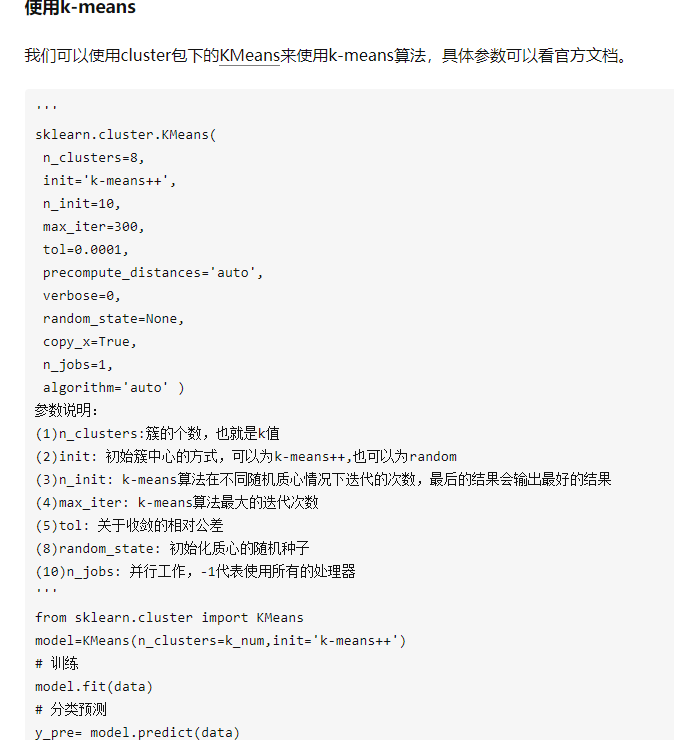 使用k-means
我们可以使用cluster包下的KMeans来使用k-means算法，具体参数可以看官方文档。
'''
sklearn.cluster.KMeans(
 n_clusters=8,
 init='k-means++',
 n_init=10,
 max_iter=300,
 tol=0.0001,
 precompute_distances='auto',
 verbose=0,
 random_state=None,
 copy_x=True,
 n_jobs=1,
 algorithm='auto' )
参数说明：
(1)n_clusters:簇的个数，也就是k值
(2)init: 初始簇中心的方式，可以为k-means++,也可以为random
(3)n_init: k-means算法在不同随机质心情况下迭代的次数，最后的结果会输出最好的结果
(4)max_iter: k-means算法最大的迭代次数
(5)tol: 关于收敛的相对公差
(8)random_state: 初始化质心的随机种子
(10)n_jobs: 并行工作，-1代表使用所有的处理器
'''
from sklearn.cluster import KMeans
model=KMeans(n_clusters=k_num,init='k-means++')
# 训练
model.fit(data)
# 分类预测
y_pre= model.predict(data)